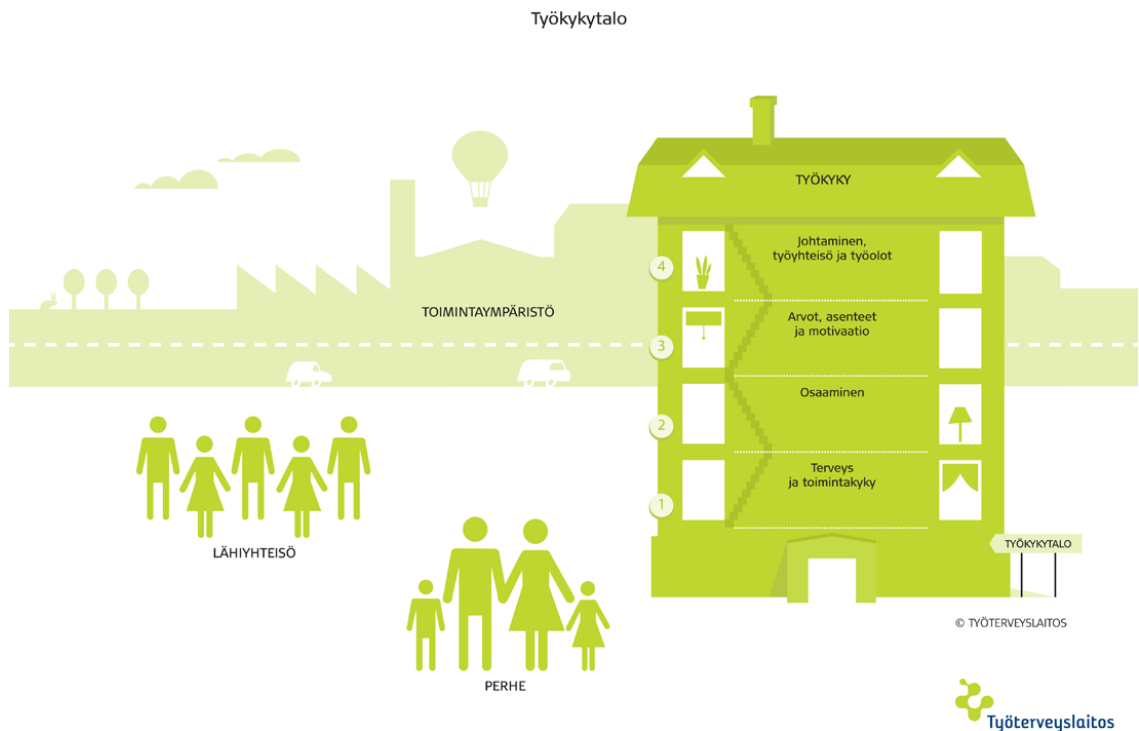 Työkykytalo
TYÖKYKY
4
Johtaminen,
työyhteisö ja työolot
TOIMINTAYMPÄRISTÖ
3
Arvot, asenteet
ja motivaatio
2
Osaaminen
1
Terveys
ja toimintakyky
LÄHIYHTEISÖ
TYÖKYKYTALO
© TYÖTERVEYSLAITOS
PERHE
Työterveyslaitos